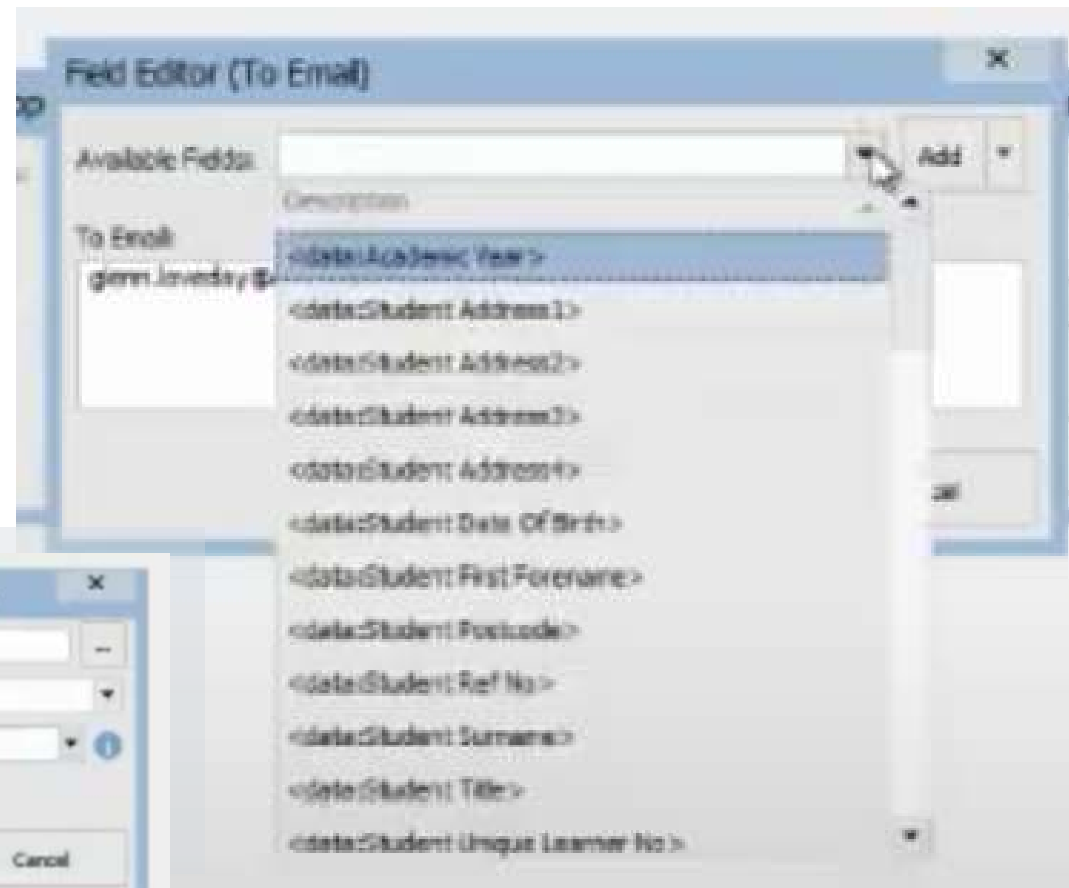 Field Editor (To Email)
Available Fields:
Add
Description
To Email:
glenn.loveday@
<data:Academic Year>
<data:Student Address1>
<data:Student Address2>
<data:Student Address3>
<data:Student Address4>
<data:Student Date Of Birth>
<data:Student First Forename>
<data:Student Postcode>
<data:Student Ref No>
<data:Student Surname>
<data:Student Title>
<data:Student Unique Learner No>
...
Cancel